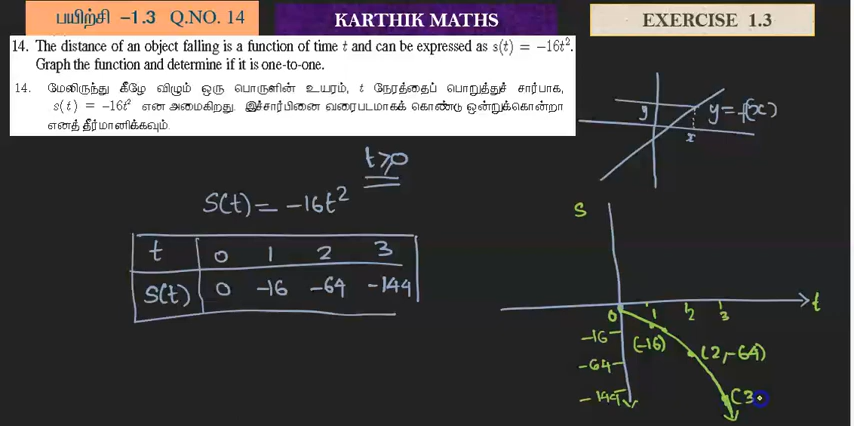 பயிற்சி –1.3 Q.NO. 14
KARTHIK MATHS
EXERCISE 1.3
14. The distance of an object falling is a function of time t and can be expressed as s(t) = −16t².
Graph the function and determine if it is one-to-one.
14. மேலிருந்து கீழே விழும் ஒரு பொருளின் உயரம், t நேரத்தைப் பொறுத்துச் சார்பாக,
s(t) = −16t² என அமைகிறது. இச்சார்பினை வரைபடமாகக் கொண்டு ஒன்றுக்கொன்றா
எனத் தீர்மானிக்கவும்.
t≥0
S(t) = −16t²
t 0 1 2 3
S(t) 0 −16 −64 −144
y y = f(x)
x
S
0 1 2 3 t
−16 (−16)
−64 (2,−64)
−144 (3